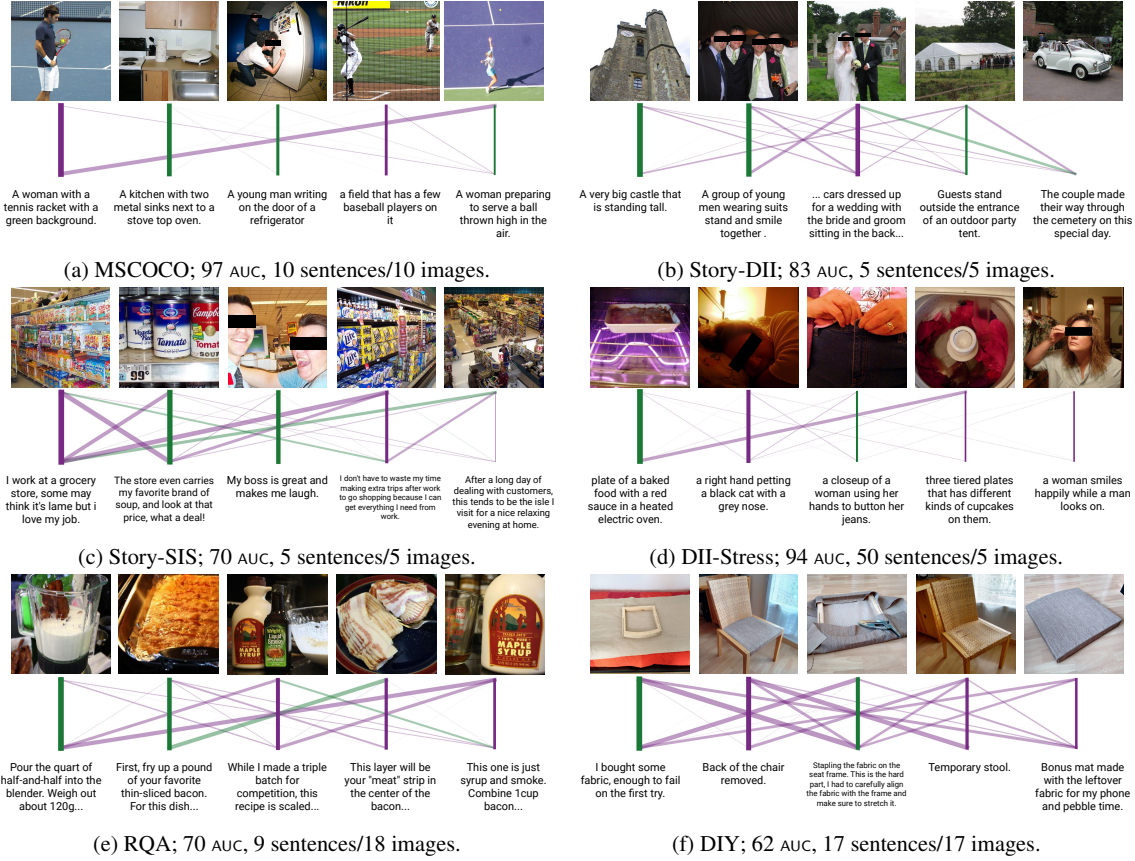 Nikon
A woman with a
tennis racket with a
green background.
A kitchen with two
metal sinks next to a
stove top oven.
A young man writing
on the door of a
refrigerator
a field that has a few
baseball players on
it
A woman preparing
to serve a ball
thrown high in the
air.
(a) MSCOCO; 97 AUC, 10 sentences/10 images.
A very big castle that
is standing tall.
A group of young
men wearing suits
stand and smile
together .
... cars dressed up
for a wedding with
the bride and groom
sitting in the back...
Guests stand
outside the entrance
of an outdoor party
tent.
The couple made
their way through
the cemetery on this
special day.
(b) Story-DII; 83 AUC, 5 sentences/5 images.
Tomato
Campbell's
Tomato
SOUP
99¢
I work at a grocery
store, some may
think it's lame but i
love my job.
The store even carries
my favorite brand of
soup, and look at that
price, what a deal!
My boss is great and
makes me laugh.
I don't have to waste my time
making extra trips after work
to go shopping because I can
get everything I need from
work.
After a long day of
dealing with customers,
this tends to be the isle I
visit for a nice relaxing
evening at home.
(c) Story-SIS; 70 AUC, 5 sentences/5 images.
plate of a baked
food with a red
sauce in a heated
electric oven.
a right hand petting
a black cat with a
grey nose.
a closeup of a
woman using her
hands to button her
jeans.
three tiered plates
that has different
kinds of cupcakes
on them.
a woman smiles
happily while a man
looks on.
(d) DII-Stress; 94 AUC, 50 sentences/5 images.
MAPLE
SYRUP
Liquid
Smoke
100% PURE
MAPLE
SYRUP
Pour the quart of
half-and-half into the
blender. Weigh out
about 120g...
First, fry up a pound
of your favorite
thin-sliced bacon.
For this dish...
While I made a triple
batch for
competition, this
recipe is scaled...
This layer will be
your "meat" strip in
the center of the
bacon...
This one is just
syrup and smoke.
Combine 1cup
bacon...
(e) RQA; 70 AUC, 9 sentences/18 images.
I bought some
fabric, enough to fail
on the first try.
Back of the chair
removed.
Stapling the fabric on the
seat frame. This is the hard
part, I had to carefully align
the fabric with the frame and
make sure to stretch it.
Temporary stool.
Bonus mat made
with the leftover
fabric for my phone
and pebble time.
(f) DIY; 62 AUC, 17 sentences/17 images.